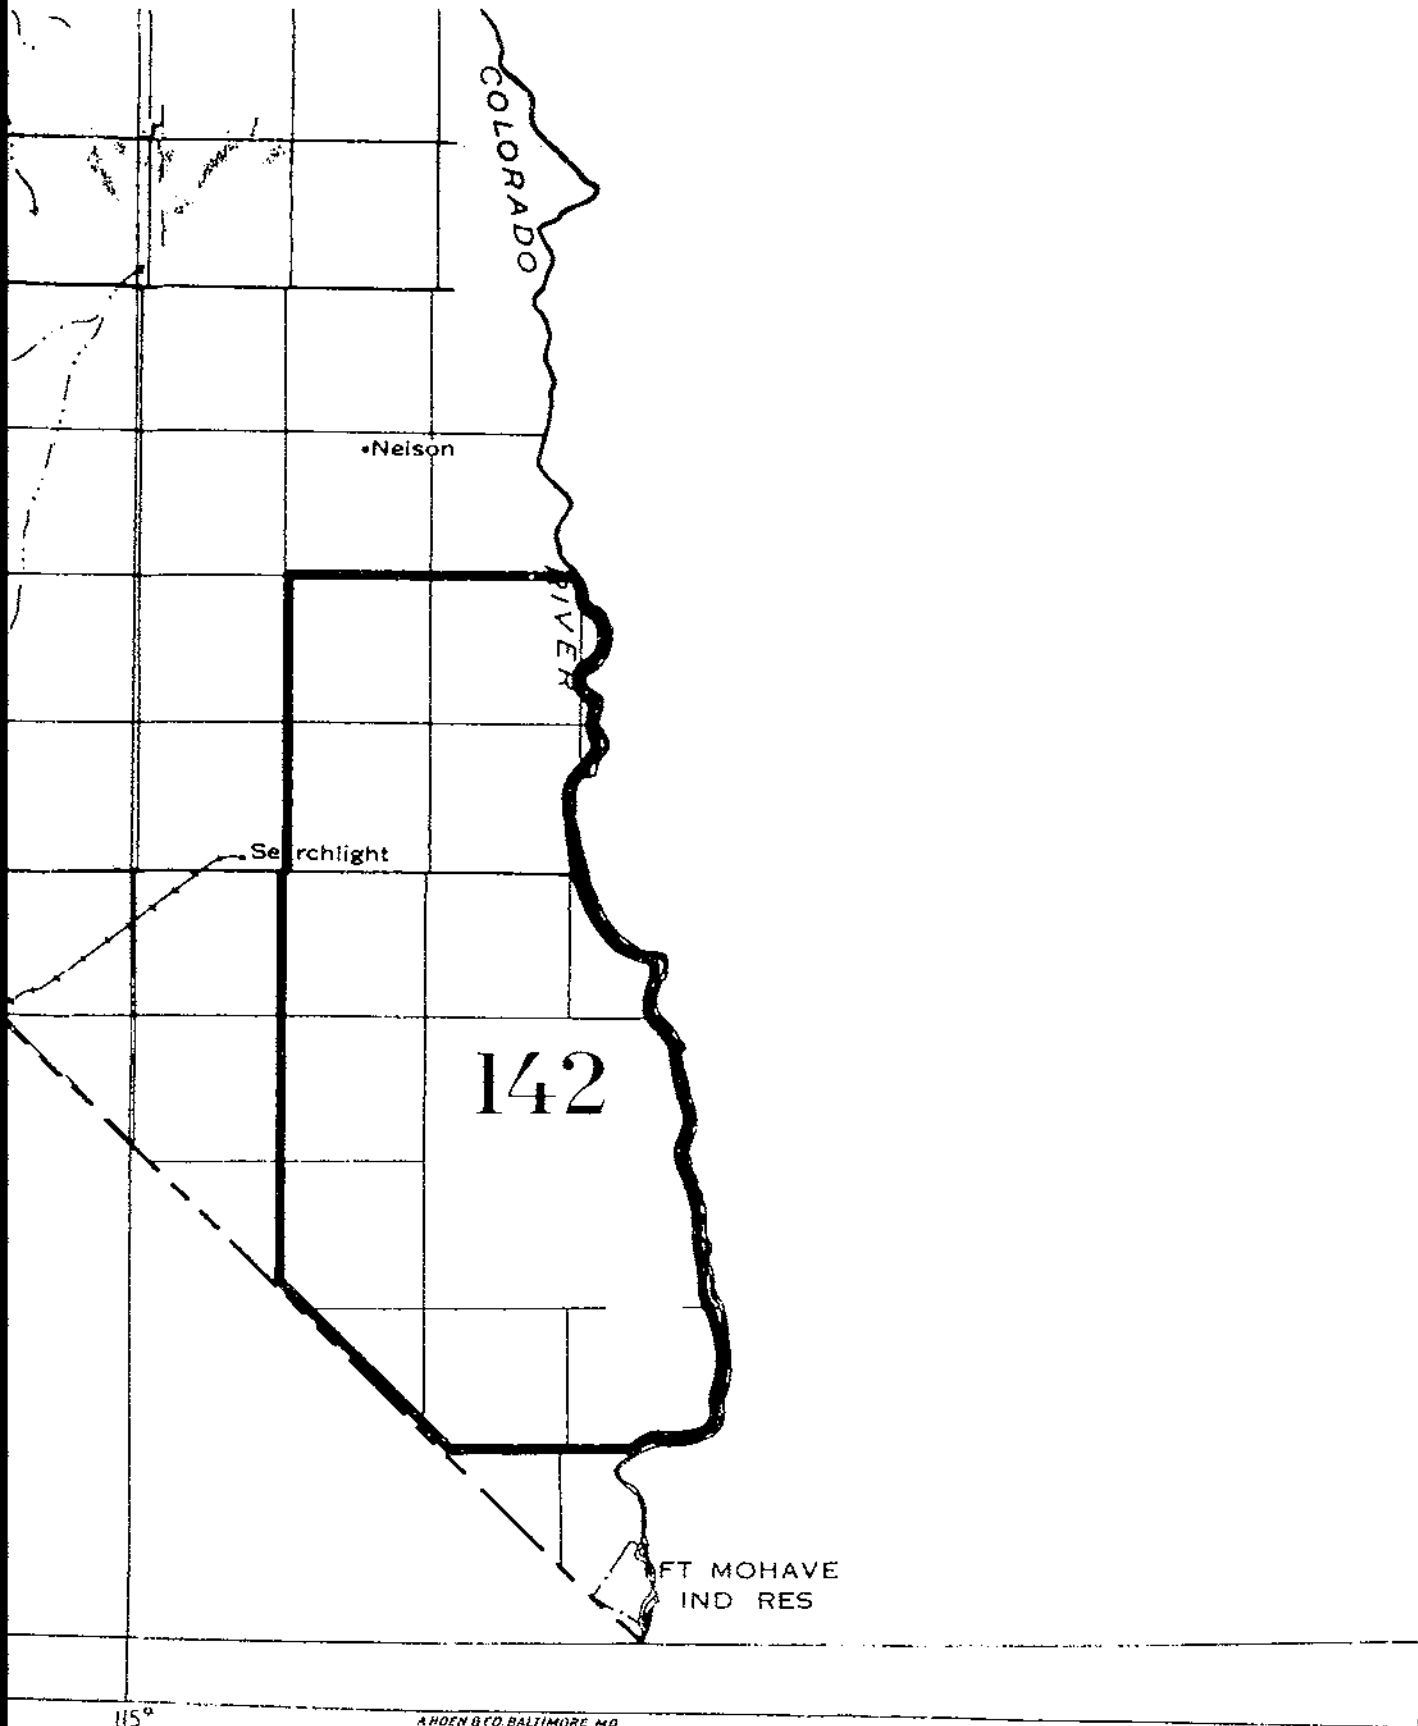 COLORADO
Nelson
RIVER
Searchlight
142
FT MOHAVE
IND RES
115°
A HOEN & CO. BALTIMORE, MD